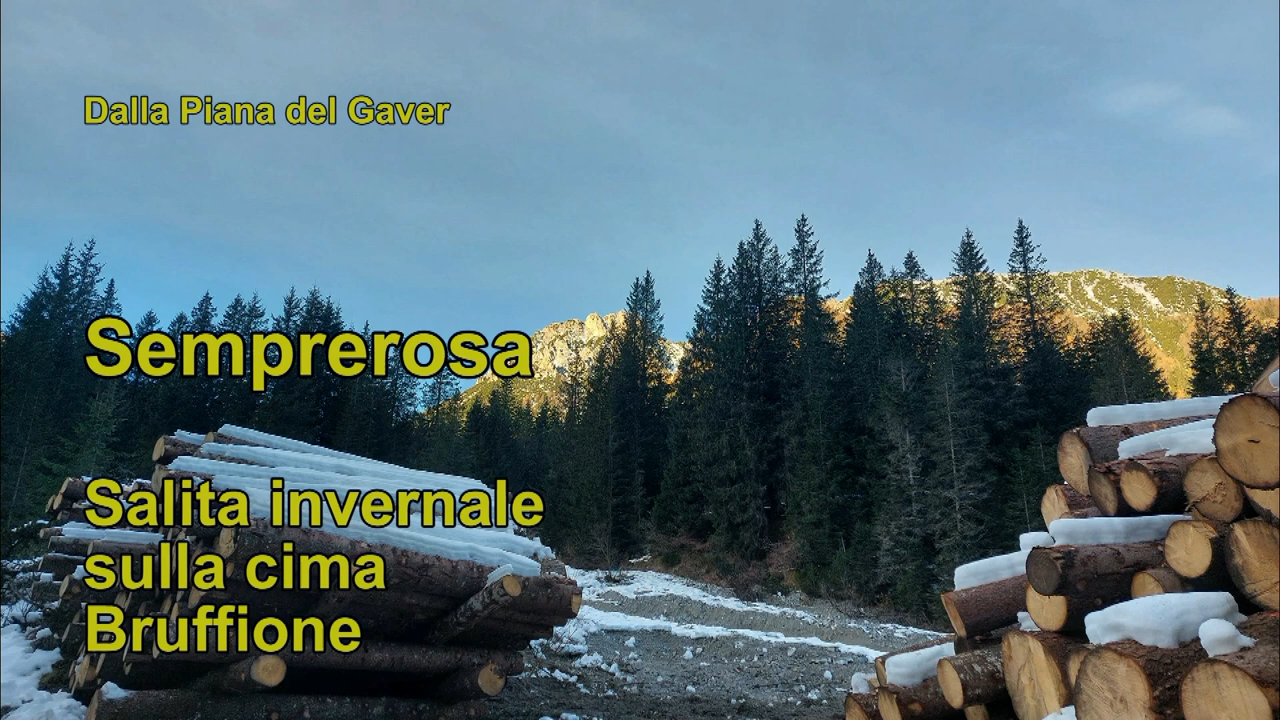 Dalla Piana del Gaver
Semprerosa
Salita invernale
sulla cima
Bruffione